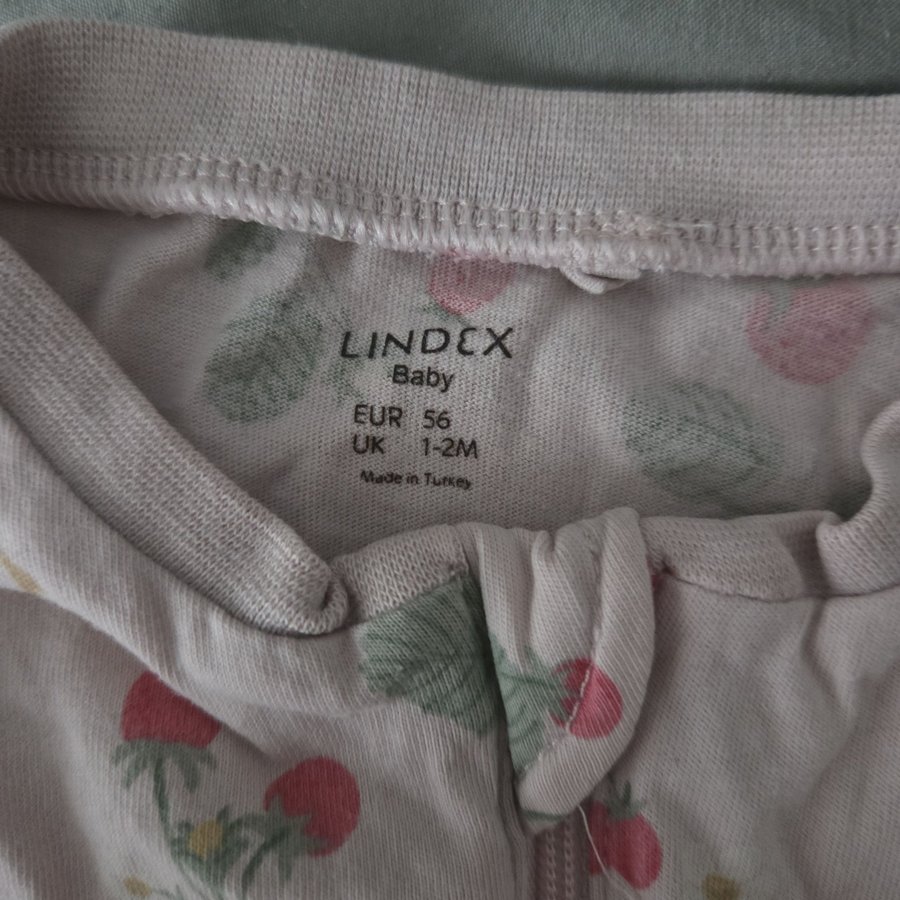 LINDEX
Baby
EUR 56
UK 1-2M
Made in Turkey